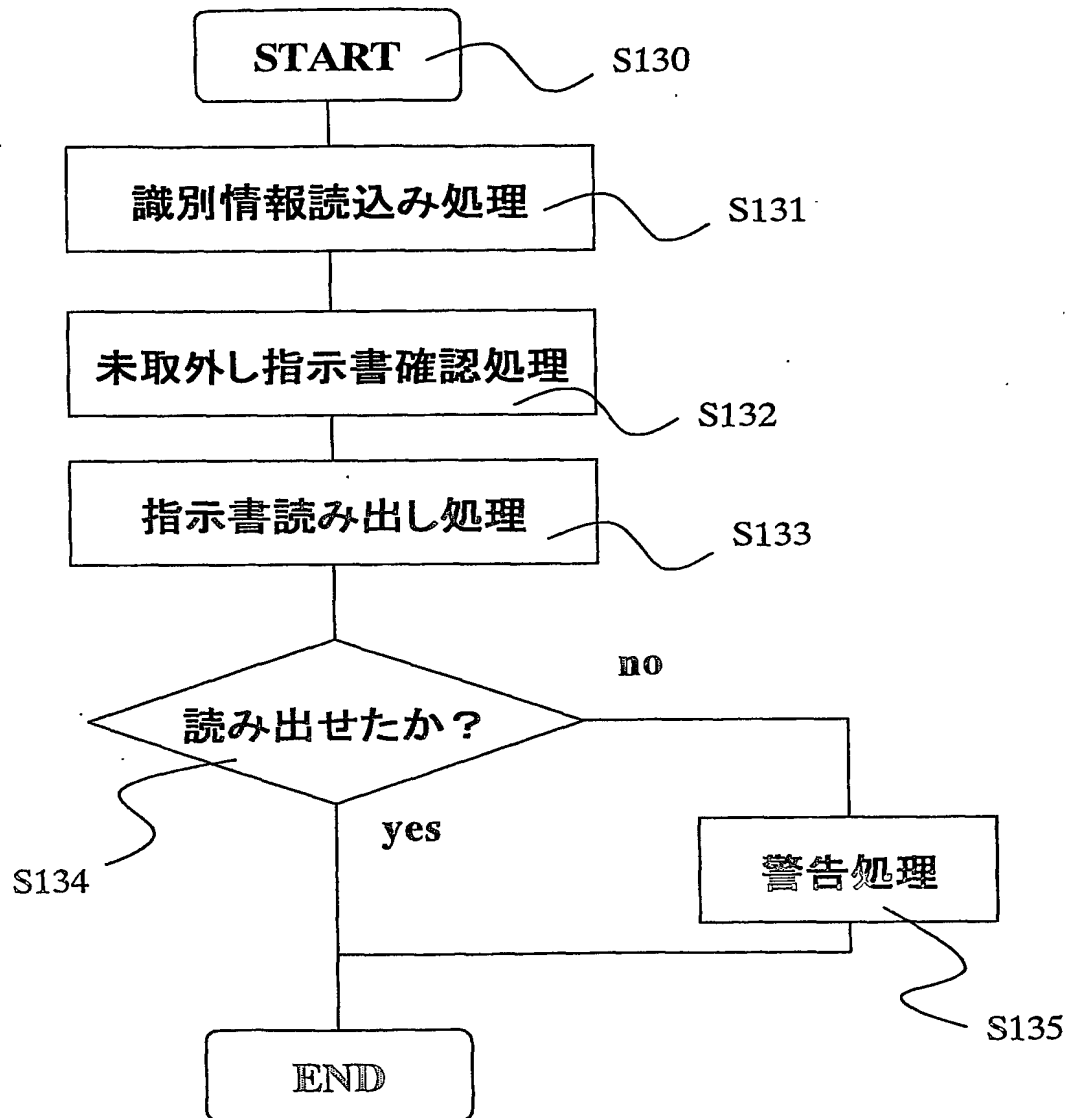 START
S130
識別情報読込み処理
S131
未取外し指示書確認処理
S132
指示書読み出し処理
S133
no
読み出せたか？
yes
S134
警告処理
S135
END